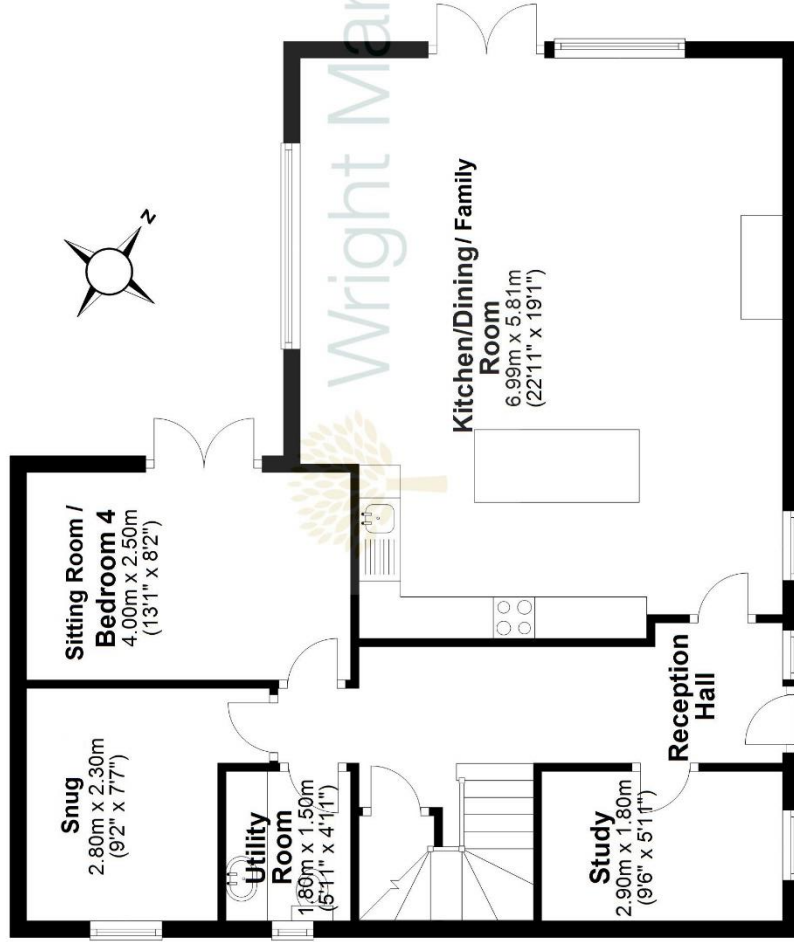 Wright Mar
N
Kitchen/Dining/ Family
Room
6.99m x 5.81m
(22'11" x 19'1")
Sitting Room /
Bedroom 4
4.00m x 2.50m
(13'1" x 8'2")
Reception
Hall
Snug
2.80m x 2.30m
(9'2" x 7'7")
Utility
Room
1.80m x 1.50m
(5'11" x 4'11")
Study
2.90m x 1.80m
(9'6" x 5'11")